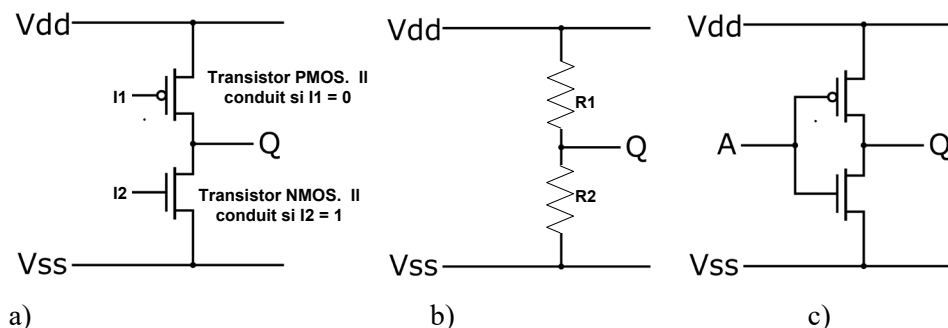 Vdd
I1
Transistor PMOS. Il
conduit si I1 = 0
Q
I2
Transistor NMOS. Il
conduit si I2 = 1
Vss
a)
Vdd
R1
Q
R2
Vss
b)
Vdd
A
Q
Vss
c)